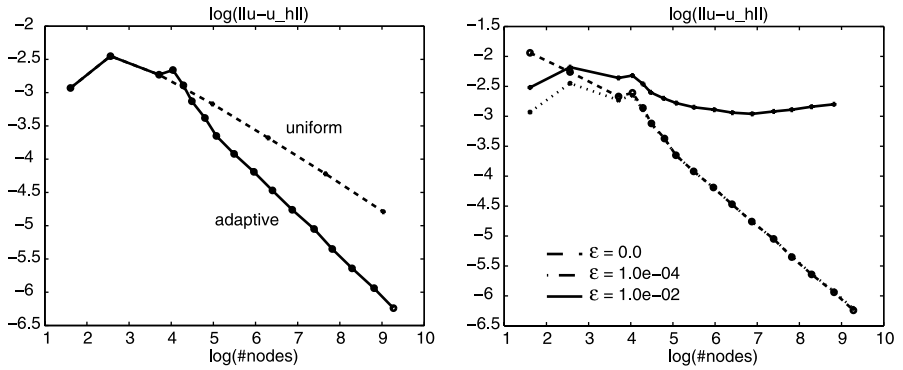 log(||u-u_h||)
-2
-2.5
-3
-3.5
-4
-4.5
-5
-5.5
-6
-6.5
uniform
adaptive
1 2 3 4 5 6 7 8 9 10
log(#nodes)
log(||u-u_h||)
-1.5
-2
-2.5
-3
-3.5
-4
-4.5
-5
-5.5
-6
-6.5
ε = 0.0
ε = 1.0e-04
ε = 1.0e-02
1 2 3 4 5 6 7 8 9 10
log(#nodes)